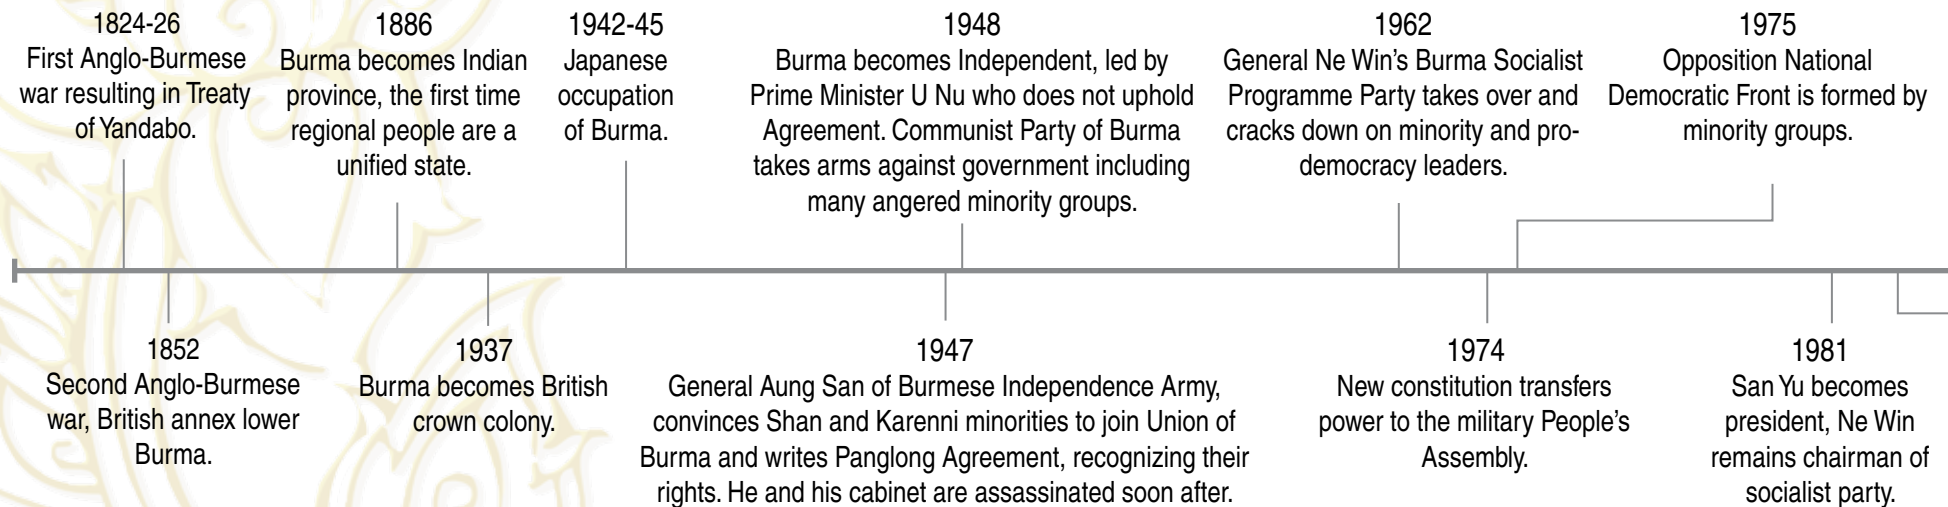 1824-26
First Anglo-Burmese
war resulting in Treaty
of Yandabo.
1886
Burma becomes Indian
province, the first time
regional people are a
unified state.
1942-45
Japanese
occupation
of Burma.
1948
Burma becomes Independent, led by
Prime Minister U Nu who does not uphold
Agreement. Communist Party of Burma
takes arms against government including
many angered minority groups.
1962
General Ne Win's Burma Socialist
Programme Party takes over and
cracks down on minority and pro-
democracy leaders.
1975
Opposition National
Democratic Front is formed by
minority groups.
1852
Second Anglo-Burmese
war, British annex lower
Burma.
1937
Burma becomes British
crown colony.
1947
General Aung San of Burmese Independence Army,
convinces Shan and Karenni minorities to join Union of
Burma and writes Panglong Agreement, recognizing their
rights. He and his cabinet are assassinated soon after.
1974
New constitution transfers
power to the military People's
Assembly.
1981
San Yu becomes
president, Ne Win
remains chairman of
socialist party.